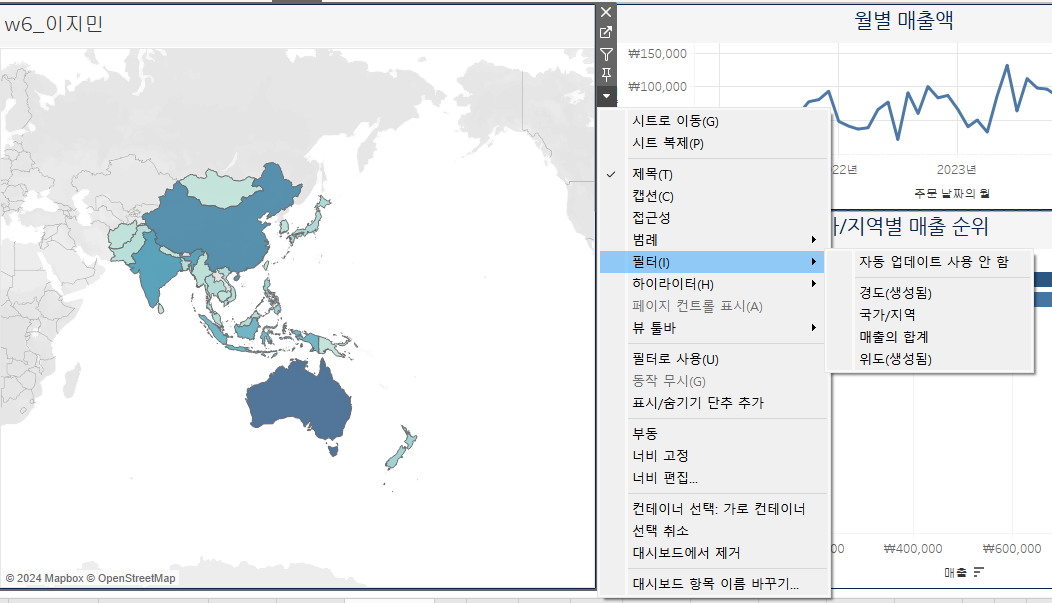 w6_이지민
월별 매출액
₩150,000
₩100,000
22년
2023년
주문 날짜의 월
/지역별 매출 순위
시트로 이동(G)
시트 복제(P)
제목(T)
캡션(C)
접근성
범례
필터(I)
하이라이터(H)
페이지 컨트롤 표시(A)
뷰 툴바
필터로 사용(U)
동작 무시(G)
표시/숨기기 단추 추가
부동
너비 고정
너비 편집...
컨테이너 선택: 가로 컨테이너
선택 취소
대시보드에서 제거
대시보드 항목 이름 바꾸기...
자동 업데이트 사용 안 함
경도(생성됨)
국가/지역
매출의 합계
위도(생성됨)
00
₩400,000
₩600,000
매출
© 2024 Mapbox © OpenStreetMap